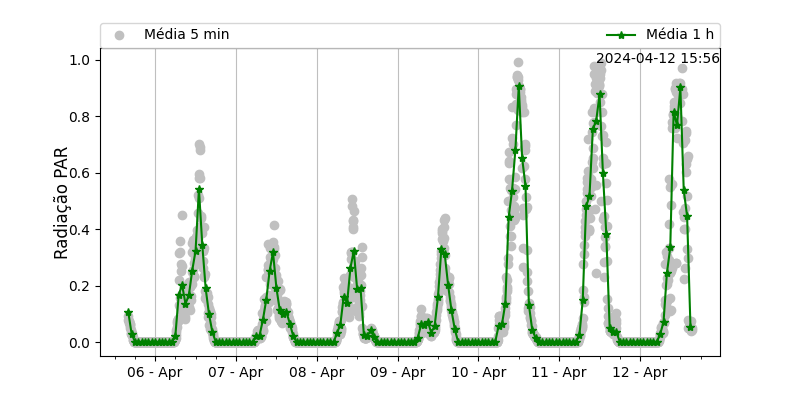 Média 5 min
Média 1 h
2024-04-12 15:56
Radiação PAR
1.0
0.8
0.6
0.4
0.2
0.0
06 - Apr
07 - Apr
08 - Apr
09 - Apr
10 - Apr
11 - Apr
12 - Apr